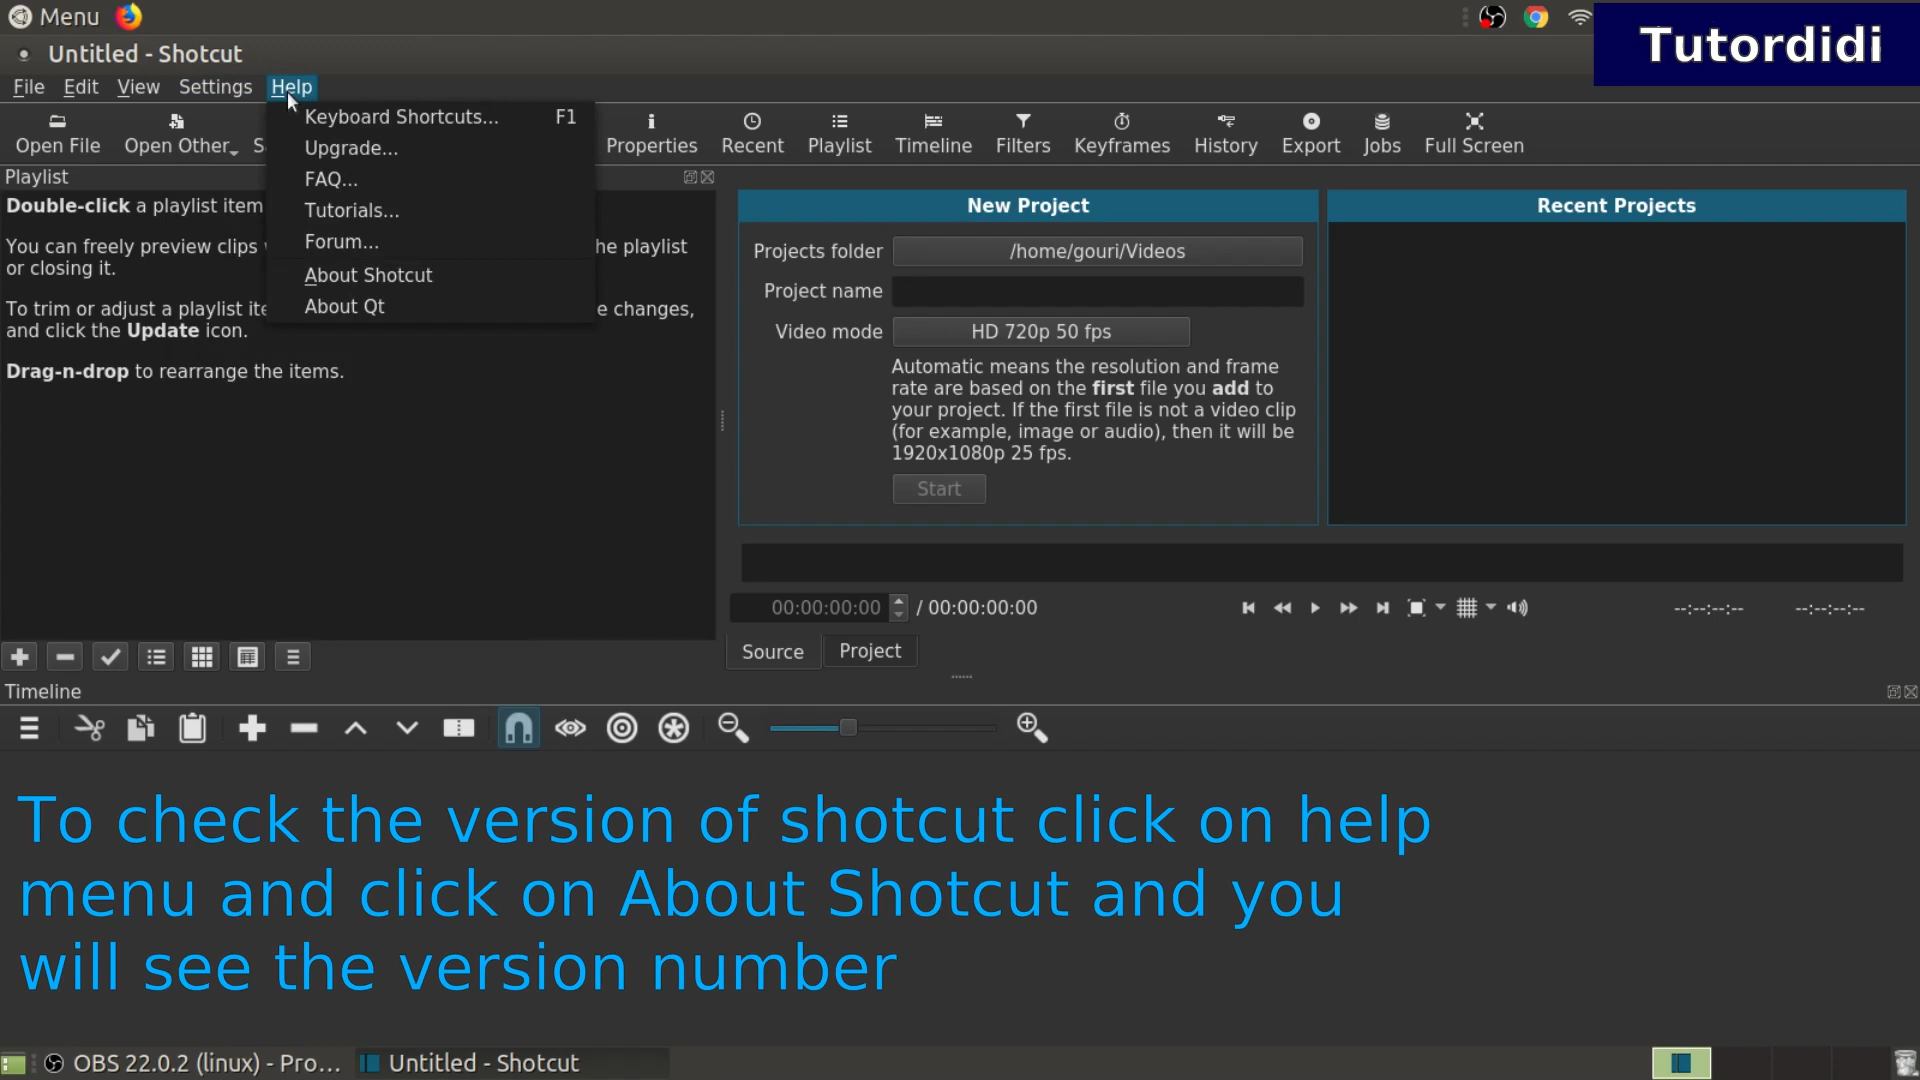 Menu
Tutordidi
Untitled - Shotcut
File Edit View Settings Help
Keyboard Shortcuts... F1
Upgrade...
FAQ...
Tutorials...
Forum...
About Shotcut
About Qt
Open File Open Other... Properties Recent Playlist Timeline Filters Keyframes History Export Jobs Full Screen
Playlist
Double-click a playlist item
You can freely preview clips he playlist
or closing it.
To trim or adjust a playlist ite e changes,
and click the Update icon.
Drag-n-drop to rearrange the items.
New Project
Projects folder /home/gouri/Videos
Project name
Video mode HD 720p 50 fps
Automatic means the resolution and frame
rate are based on the first file you add to
your project. If the first file is not a video clip
(for example, image or audio), then it will be
1920x1080p 25 fps.
Start
Recent Projects
00:00:00:00 / 00:00:00:00 --:--:--:-- --:--:--:--
Source Project
Timeline
To check the version of shotcut click on help
menu and click on About Shotcut and you
will see the version number
OBS 22.0.2 (linux) - Pro... Untitled - Shotcut